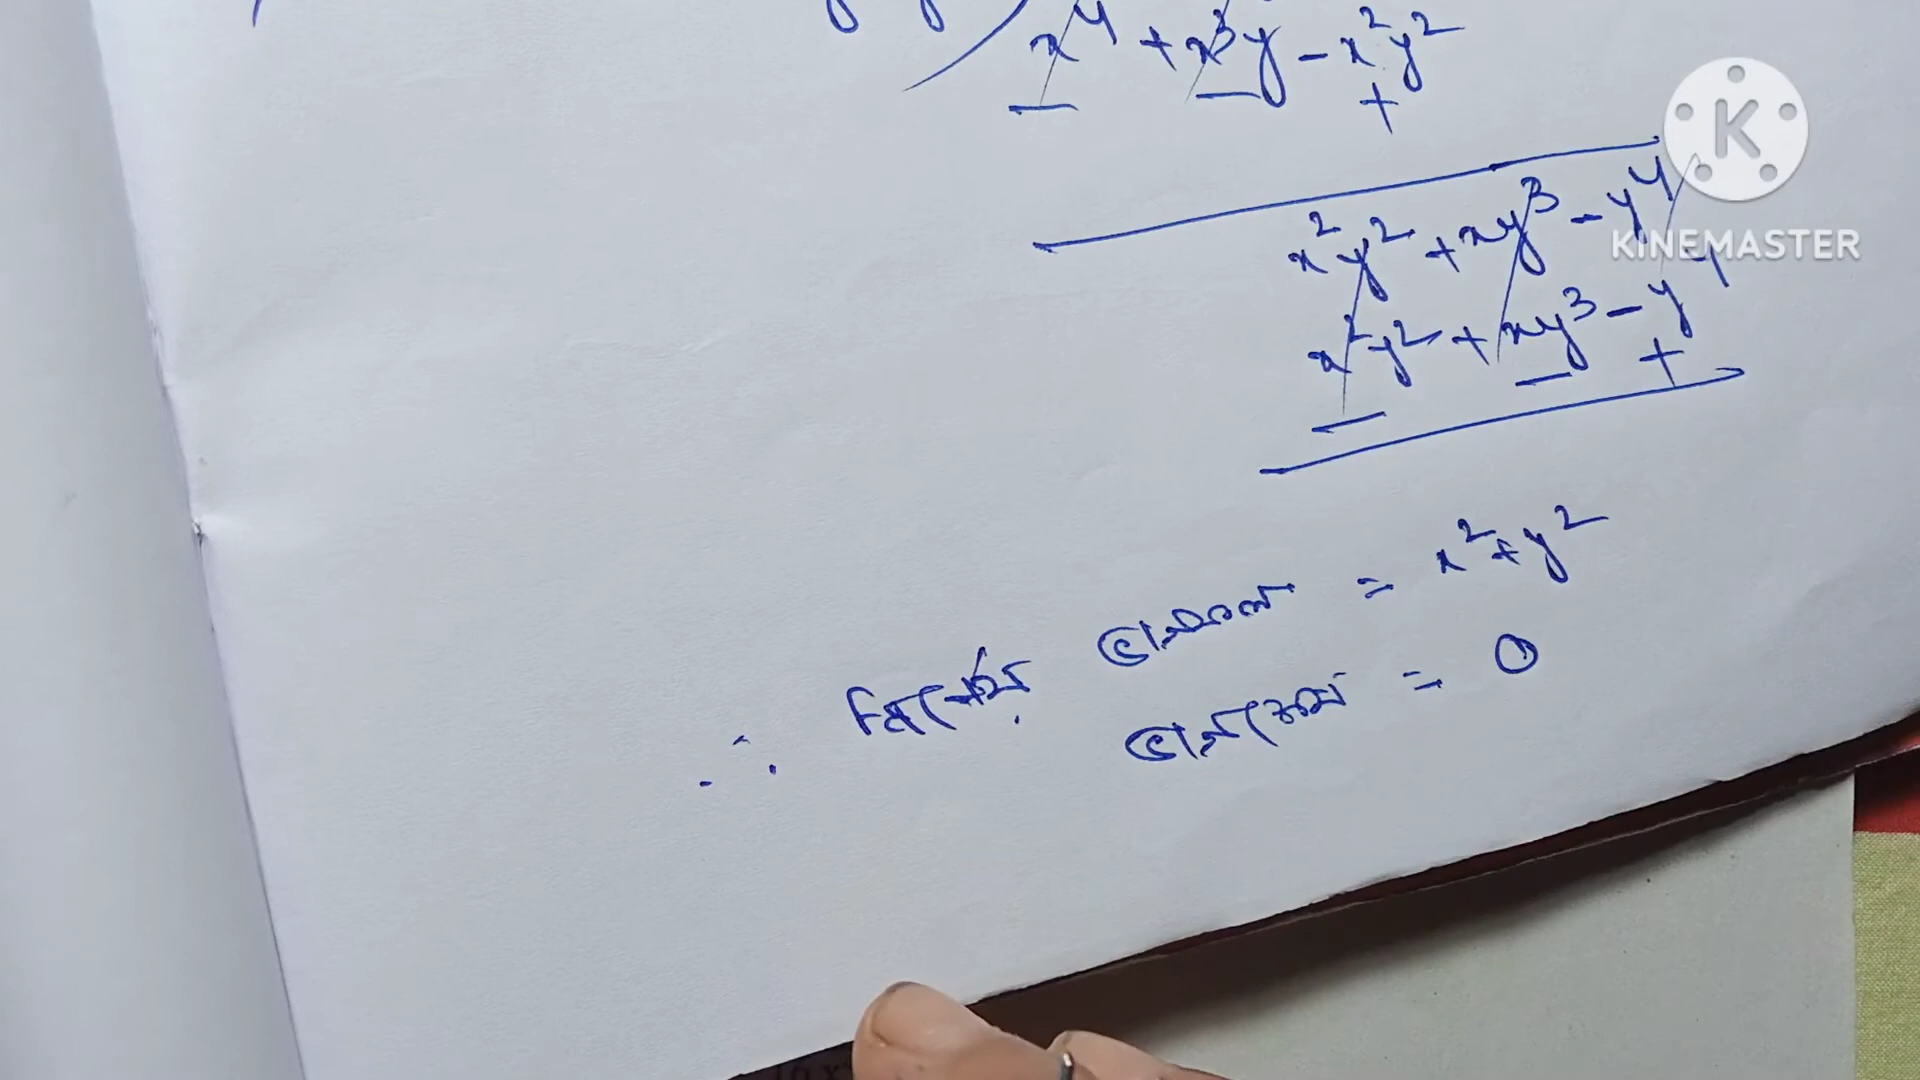 x⁴ + x³y - x²y²
- - +
x²y² + xy³ - y⁴
KINEMASTER
x²y² + xy³ - y⁴
- - +
∴ নির্ণেয় ভাগফল = x² + y²
ভাগশেষ = 0